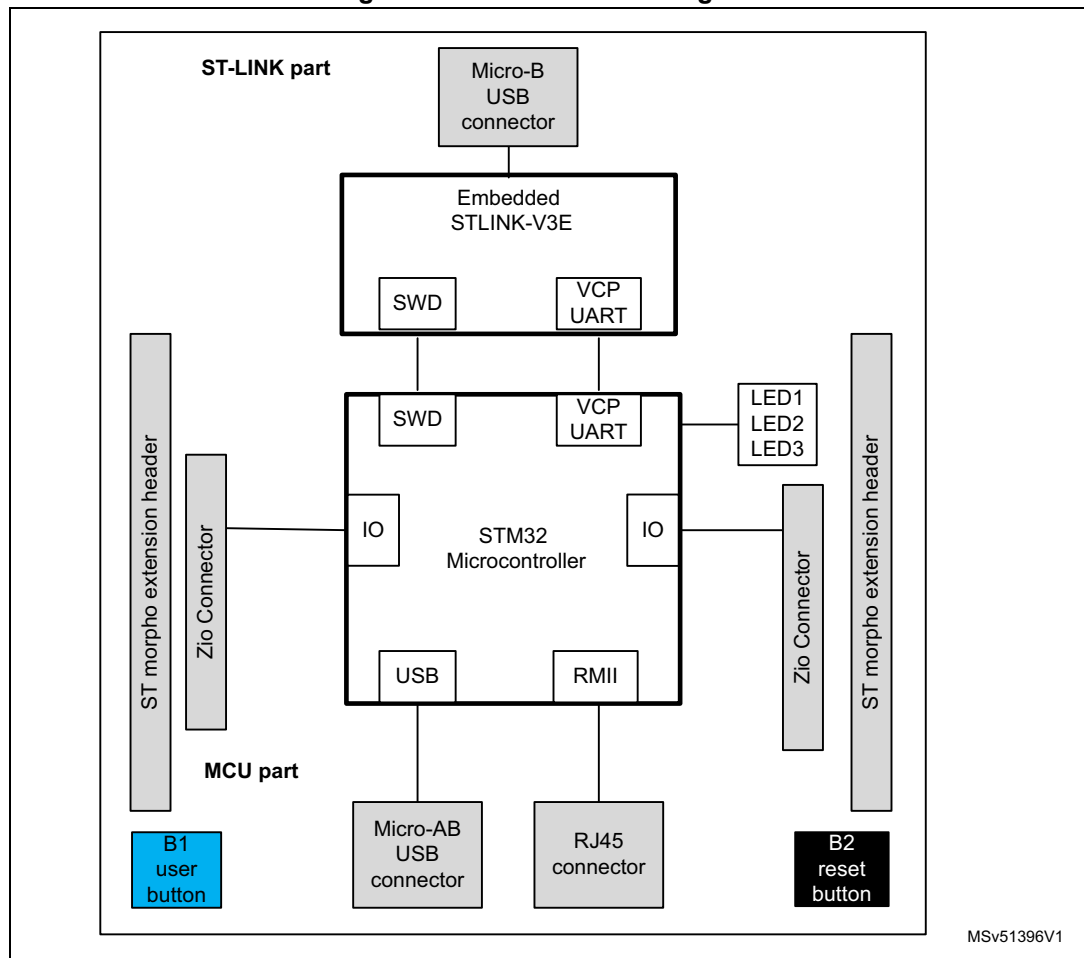 ST-LINK part
Micro-B
USB
connector
Embedded
STLINK-V3E
SWD
VCP
UART
SWD
VCP
UART
LED1
LED2
LED3
ST morpho extension header
Zio Connector
IO
STM32
Microcontroller
IO
Zio Connector
ST morpho extension header
USB
RMII
MCU part
Micro-AB
USB
connector
RJ45
connector
B1
user
button
B2
reset
button
MSv51396V1